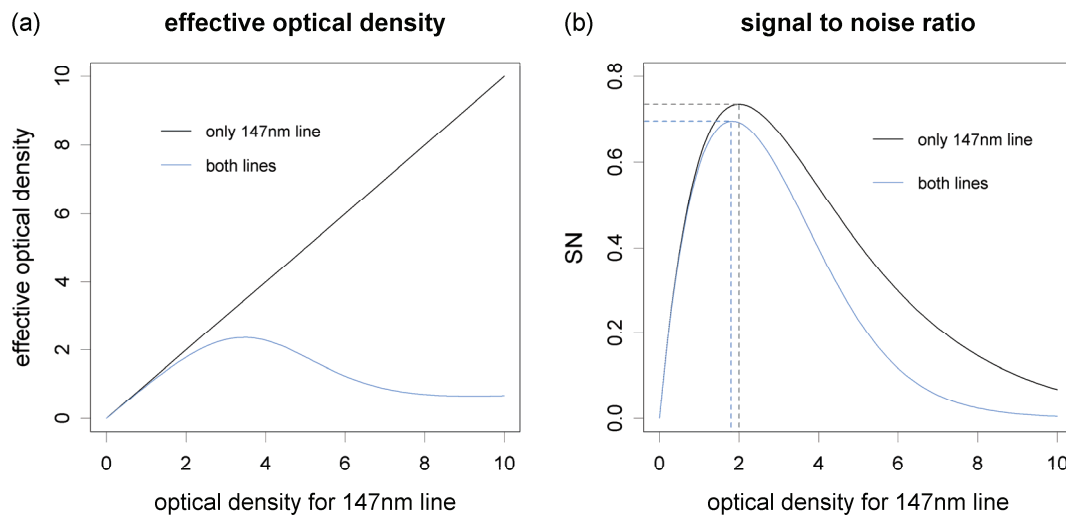 (a) effective optical density
effective optical density
10
8
6
4
2
0
only 147nm line
both lines
0 2 4 6 8 10
optical density for 147nm line
(b) signal to noise ratio
SN
0.8
0.6
0.4
0.2
0.0
only 147nm line
both lines
0 2 4 6 8 10
optical density for 147nm line